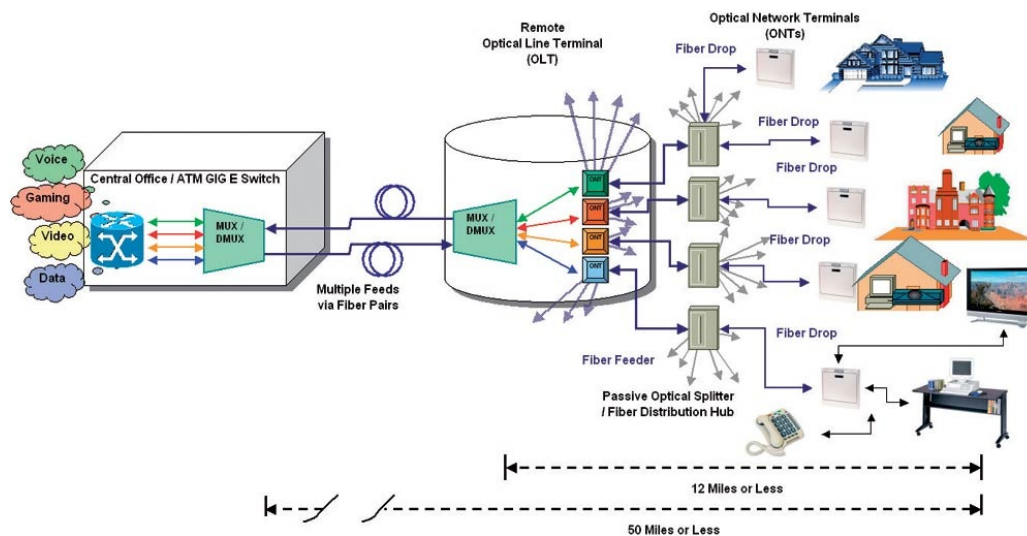 Remote
Optical Line Terminal
(OLT)
Optical Network Terminals
(ONTs)
Fiber Drop
Voice
Gaming
Video
Data
Central Office / ATM GIG E Switch
MUX /
DMUX
Multiple Feeds
via Fiber Pairs
MUX /
DMUX
ONT
ONT
ONT
ONT
Fiber Drop
Fiber Drop
Fiber Drop
Fiber Drop
Fiber Feeder
Passive Optical Splitter
/ Fiber Distribution Hub
12 Miles or Less
50 Miles or Less